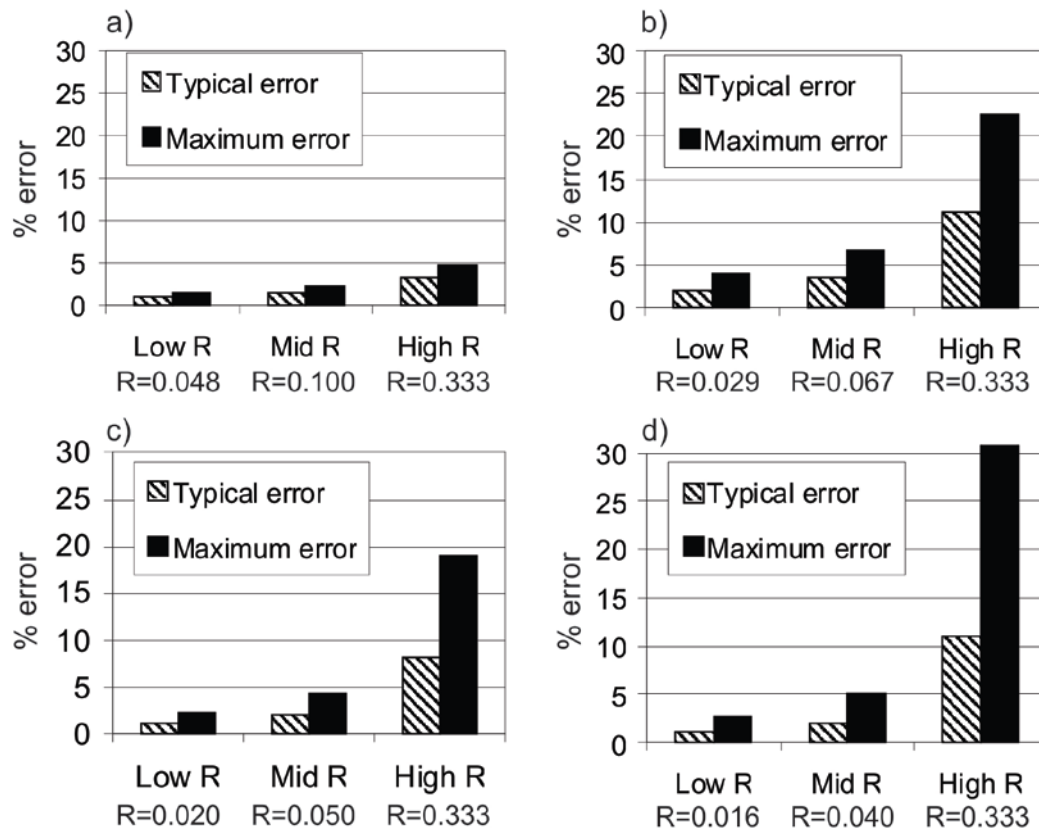 a)
% error
30
25
20
15
10
5
0
Typical error
Maximum error
Low R Mid R High R
R=0.048 R=0.100 R=0.333
b)
% error
30
25
20
15
10
5
0
Typical error
Maximum error
Low R Mid R High R
R=0.029 R=0.067 R=0.333
c)
% error
30
25
20
15
10
5
0
Typical error
Maximum error
Low R Mid R High R
R=0.020 R=0.050 R=0.333
d)
% error
30
25
20
15
10
5
0
Typical error
Maximum error
Low R Mid R High R
R=0.016 R=0.040 R=0.333